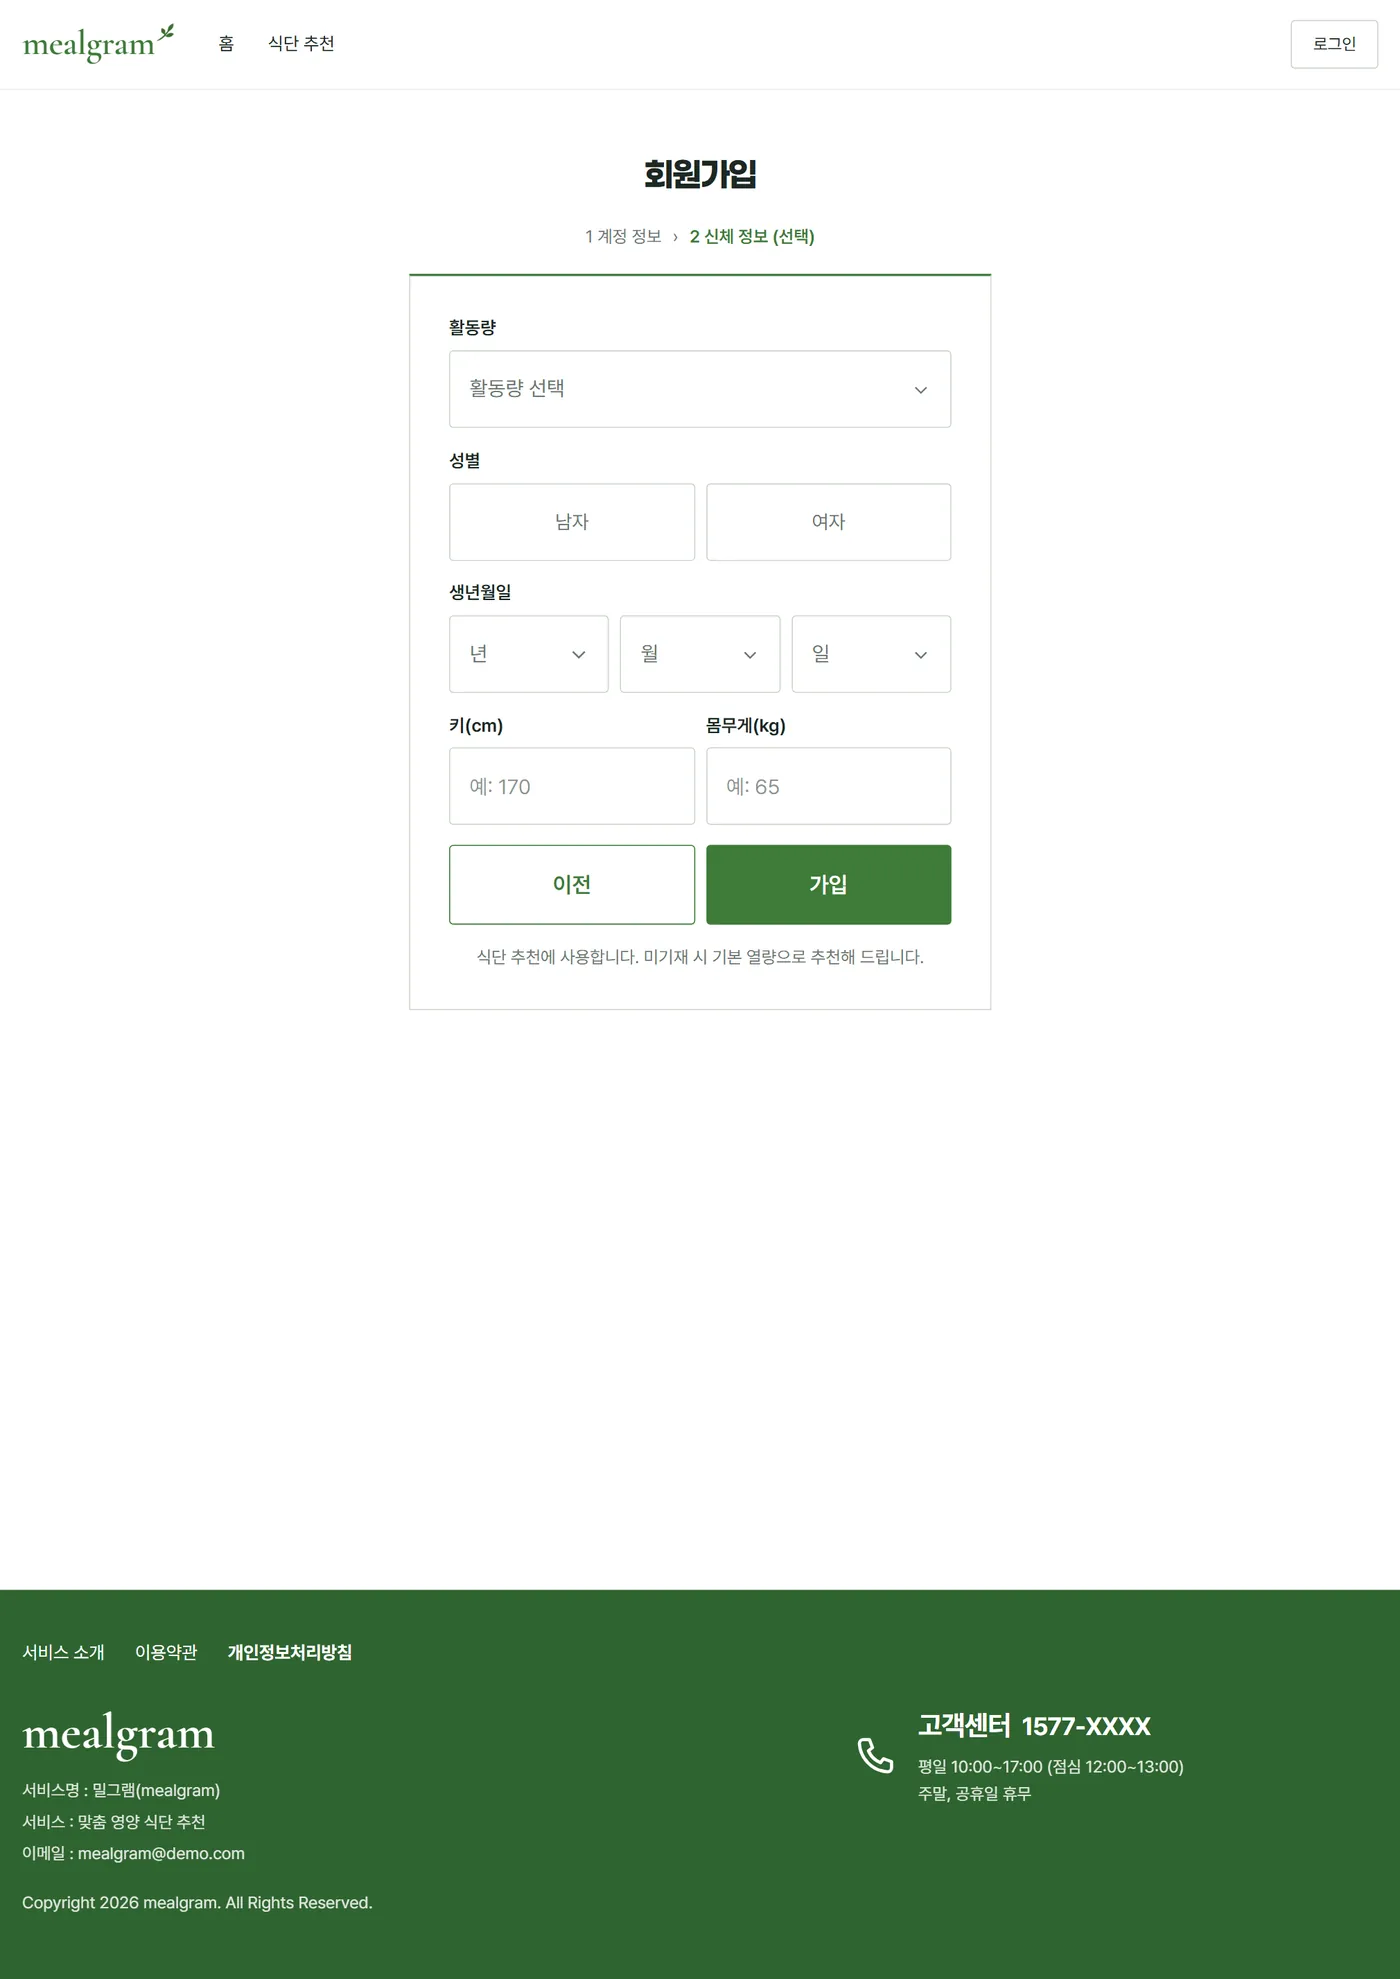 mealgram 홈 식단 추천 로그인
회원가입
1 계정 정보 › 2 신체 정보 (선택)
활동량
활동량 선택
성별
남자 여자
생년월일
년 월 일
키(cm) 몸무게(kg)
예: 170 예: 65
이전 가입
식단 추천에 사용합니다. 미기재 시 기본 열량으로 추천해 드립니다.
서비스 소개 이용약관 개인정보처리방침
mealgram
서비스명 : 밀그램(mealgram)
서비스 : 맞춤 영양 식단 추천
이메일 : mealgram@demo.com
Copyright 2026 mealgram. All Rights Reserved.
고객센터 1577-XXXX
평일 10:00~17:00 (점심 12:00~13:00)
주말, 공휴일 휴무